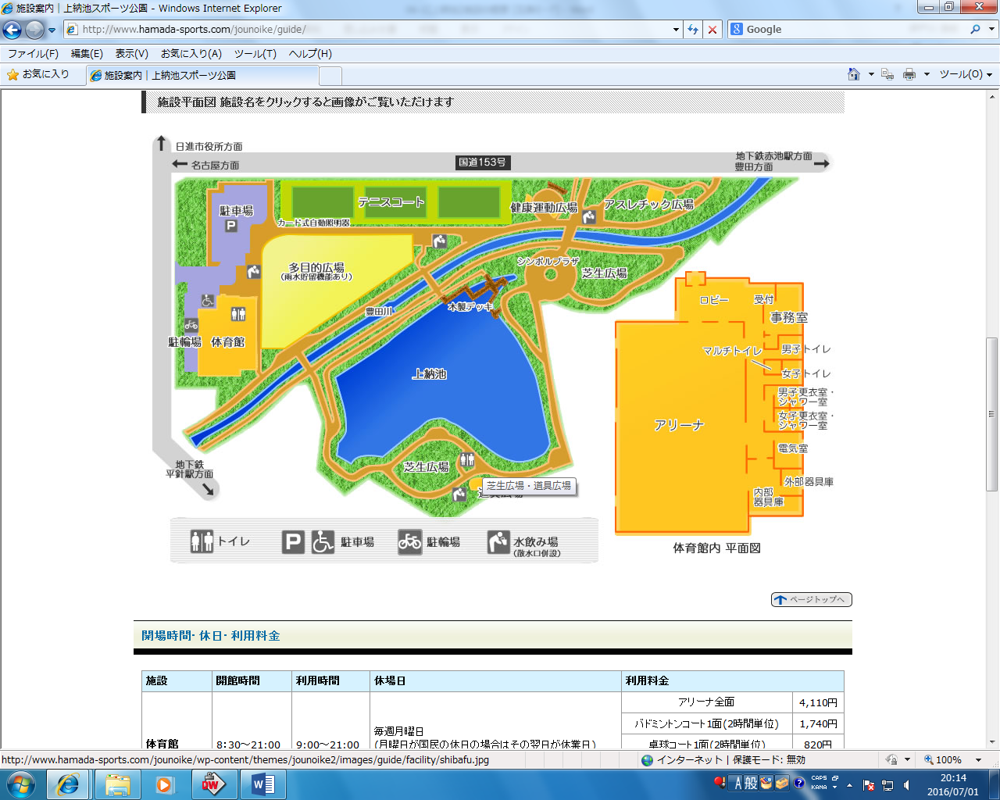 施設案内 | 上納池スポーツ公園 - Windows Internet Explorer
http://www.hamada-sports.com/jounoike/guide/
Google
ファイル(F) 編集(E) 表示(V) お気に入り(A) ツール(T) ヘルプ(H)
お気に入り
施設案内 | 上納池スポーツ公園
ツール(O)
施設平面図 施設名をクリックすると画像がご覧いただけます
日進市役所方面
名古屋方面
国道153号
地下鉄赤池駅方面
豊田方面
駐車場
P
テニスコート
カード式自動照明器
健康運動広場
アスレチック広場
多目的広場
(雨水貯留機能あり)
シンボルプラザ
芝生広場
木製デッキ
豊田川
駐輪場
体育館
上納池
地下鉄
平針駅方面
芝生広場
芝生広場・道具広場
ロビー
受付
事務室
マルチトイレ
男子トイレ
女子トイレ
男子更衣室・
シャワー室
女子更衣室・
シャワー室
アリーナ
電気室
外部器具庫
内部
器具庫
体育館内 平面図
トイレ
P
駐車場
駐輪場
水飲み場
(散水口併設)
ページトップへ
開場時間・休日・利用料金
施設 開館時間 利用時間 休場日 利用料金
体育館 8:30～21:00 9:00～21:00
毎週月曜日
(月曜日が国民の休日の場合はその翌日が休業日)
アリーナ全面 4,110円
バドミントンコート1面(2時間単位) 1,740円
卓球コート1面(2時間単位) 820円
http://www.hamada-sports.com/jounoike/wp-content/themes/jounoike2/images/guide/facility/shibafu.jpg
インターネット | 保護モード: 無効
100%
A 般
CAPS
KANA
20:14
2016/07/01